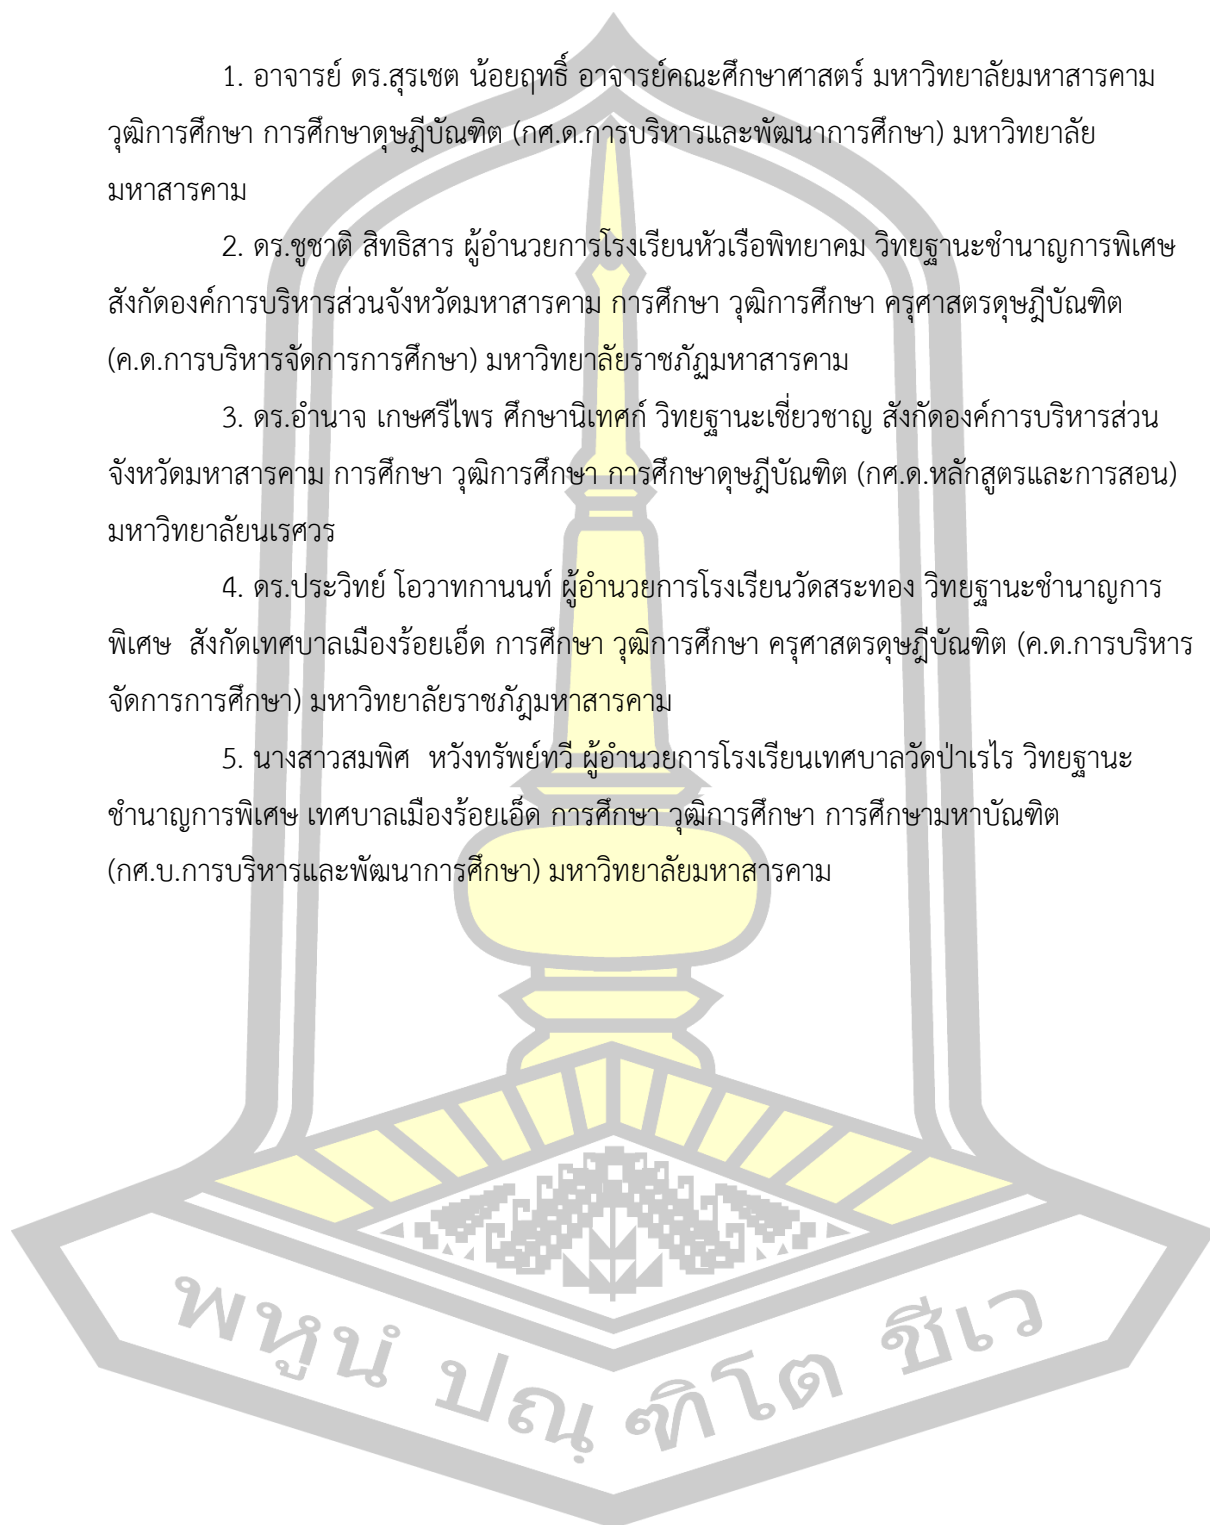 1. อาจารย์ ดร.สุรเชต น้อยฤทธิ์ อาจารย์คณะศึกษาศาสตร์ มหาวิทยาลัยมหาสารคาม
วุฒิการศึกษา การศึกษาดุษฎีบัณฑิต (กศ.ด.การบริหารและพัฒนาการศึกษา) มหาวิทยาลัย
มหาสารคาม
2. ดร.ชูชาติ สิทธิสาร ผู้อำนวยการโรงเรียนหัวเรือพิทยาคม วิทยฐานะชำนาญการพิเศษ
สังกัดองค์การบริหารส่วนจังหวัดมหาสารคาม การศึกษา วุฒิการศึกษา ครุศาสตรดุษฎีบัณฑิต
(ค.ด.การบริหารจัดการการศึกษา) มหาวิทยาลัยราชภัฏมหาสารคาม
3. ดร.อำนาจ เกษศรีไพร ศึกษานิเทศก์ วิทยฐานะเชี่ยวชาญ สังกัดองค์การบริหารส่วน
จังหวัดมหาสารคาม การศึกษา วุฒิการศึกษา การศึกษาดุษฎีบัณฑิต (กศ.ด.หลักสูตรและการสอน)
มหาวิทยาลัยนเรศวร
4. ดร.ประวิทย์ โอวาทกานนท์ ผู้อำนวยการโรงเรียนวัดสระทอง วิทยฐานะชำนาญการ
พิเศษ สังกัดเทศบาลเมืองร้อยเอ็ด การศึกษา วุฒิการศึกษา ครุศาสตรดุษฎีบัณฑิต (ค.ด.การบริหาร
จัดการการศึกษา) มหาวิทยาลัยราชภัฎมหาสารคาม
5. นางสาวสมพิศ หวังทรัพย์ทวี ผู้อำนวยการโรงเรียนเทศบาลวัดป่าเรไร วิทยฐานะ
ชำนาญการพิเศษ เทศบาลเมืองร้อยเอ็ด การศึกษา วุฒิการศึกษา การศึกษามหาบัณฑิต
(กศ.บ.การบริหารและพัฒนาการศึกษา) มหาวิทยาลัยมหาสารคาม
พหูนํ ปณฺ ฑิโต ชีเว